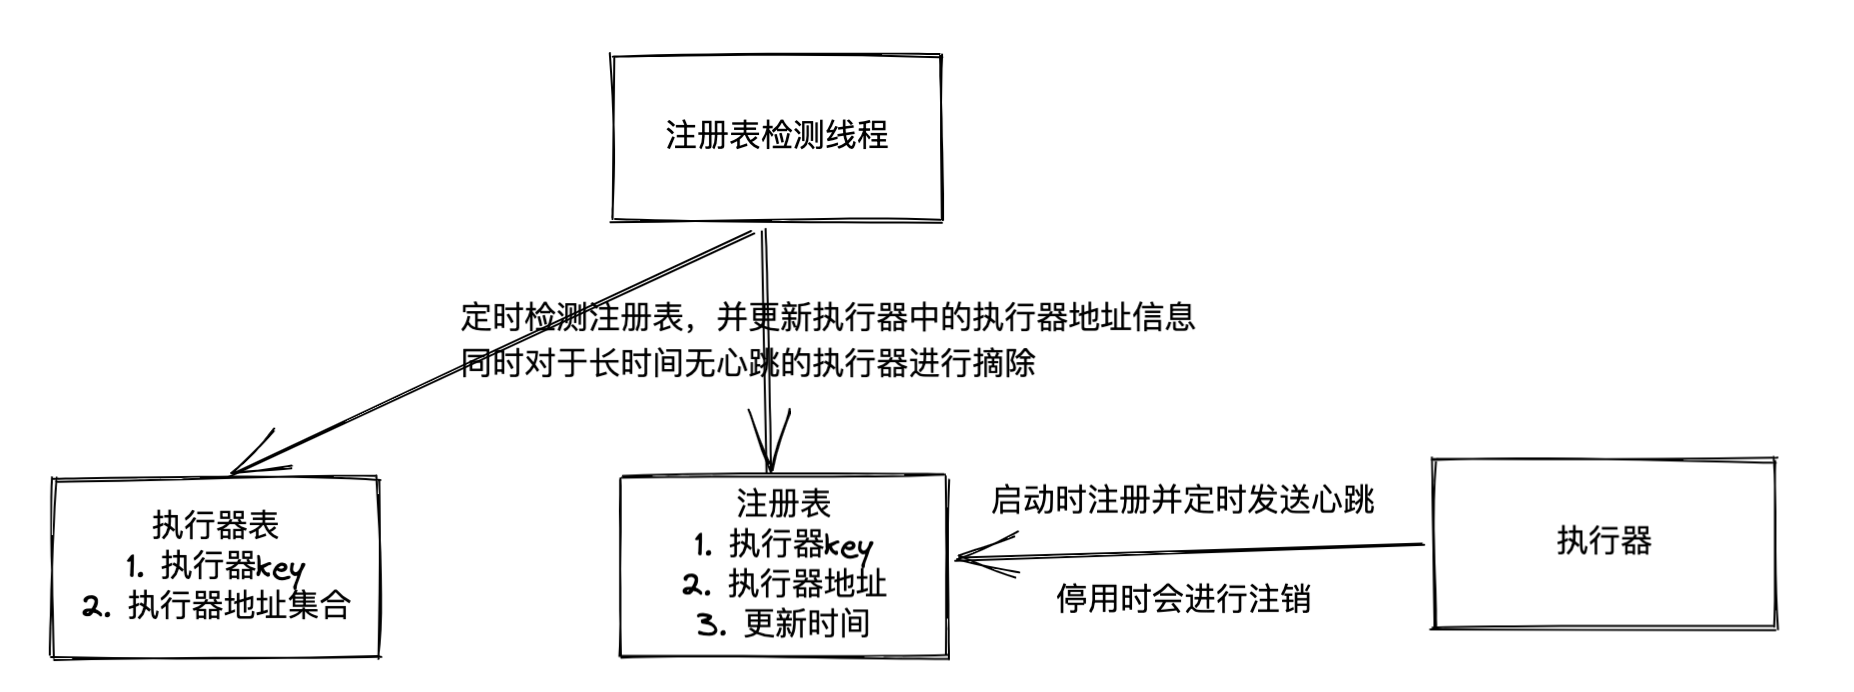 注册表检测线程
定时检测注册表，并更新执行器中的执行器地址信息
同时对于长时间无心跳的执行器进行摘除
执行器表
1. 执行器key
2. 执行器地址集合
注册表
1. 执行器key
2. 执行器地址
3. 更新时间
启动时注册并定时发送心跳
停用时会进行注销
执行器